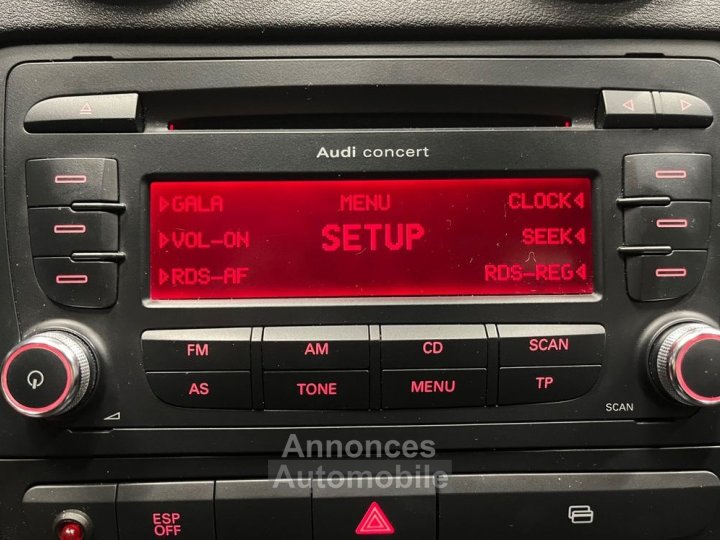 Audi concert
GALA MENU CLOCK
VOL-ON SETUP SEEK
RDS-AF RDS-REG
FM AM CD SCAN
AS TONE MENU TP
SCAN
Annonces
Automobile
ESP
OFF